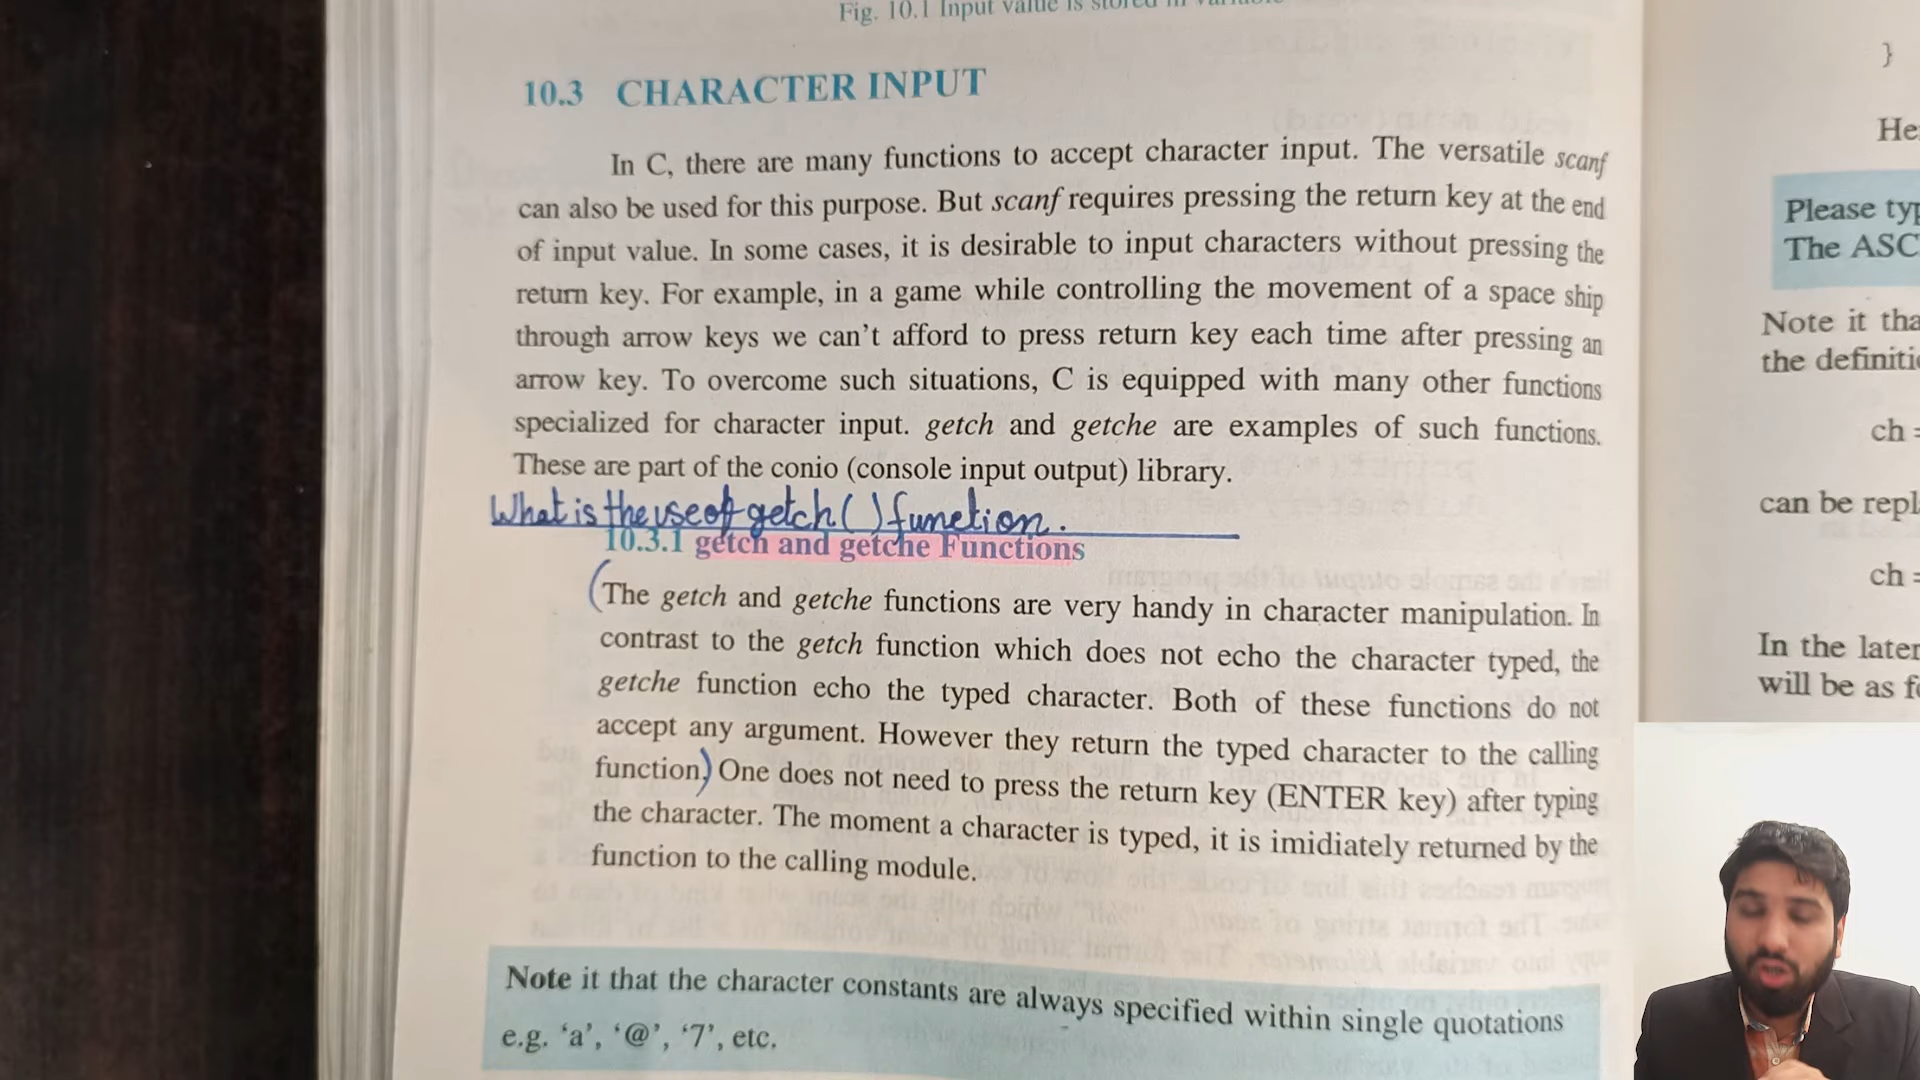 Fig. 10.1 Input value is stored in variable
10.3 CHARACTER INPUT
In C, there are many functions to accept character input. The versatile scanf
can also be used for this purpose. But scanf requires pressing the return key at the end
of input value. In some cases, it is desirable to input characters without pressing the
return key. For example, in a game while controlling the movement of a space ship
through arrow keys we can't afford to press return key each time after pressing an
arrow key. To overcome such situations, C is equipped with many other functions
specialized for character input. getch and getche are examples of such functions.
These are part of the conio (console input output) library.
What is the use of getch( ) function.
10.3.1 getch and getche Functions
(The getch and getche functions are very handy in character manipulation. In
contrast to the getch function which does not echo the character typed, the
getche function echo the typed character. Both of these functions do not
accept any argument. However they return the typed character to the calling
function.) One does not need to press the return key (ENTER key) after typing
the character. The moment a character is typed, it is imidiately returned by the
function to the calling module.
Note it that the character constants are always specified within single quotations
e.g. ‘a’, ‘@’, ‘7’, etc.
}
Please
The
Note it
the
ch =
can be
ch =
In the
will be as